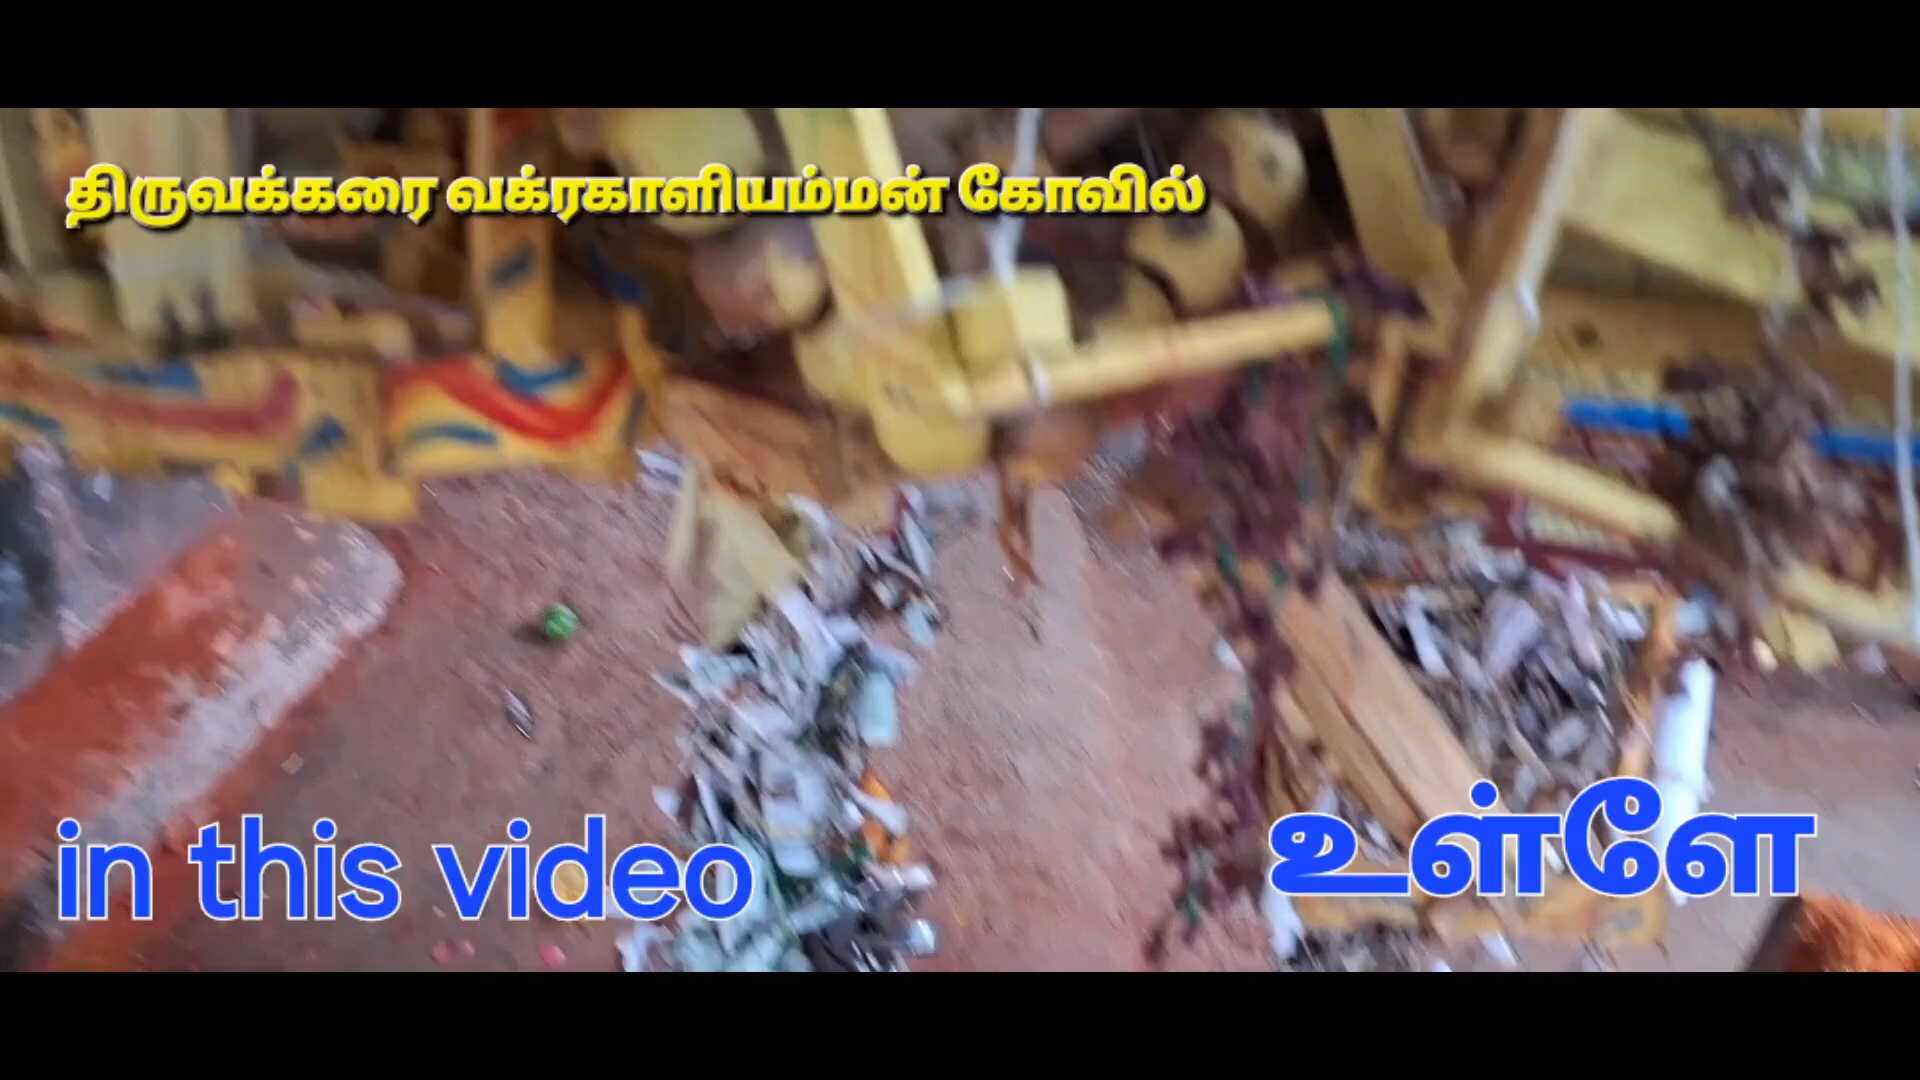 திருவக்கரை வக்ரகாளியம்மன் கோவில்
in this video
உள்ளே